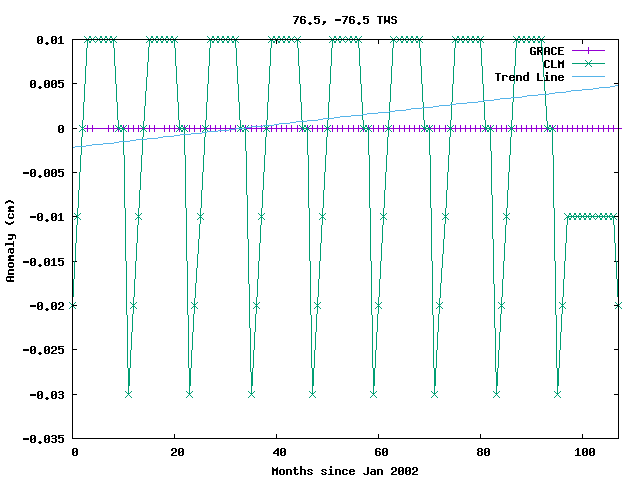 76.5, -76.5 TWS
GRACE
CLM
Trend Line
0.01
0.005
0
-0.005
-0.01
-0.015
-0.02
-0.025
-0.03
-0.035
Anomaly (cm)
0 20 40 60 80 100
Months since Jan 2002